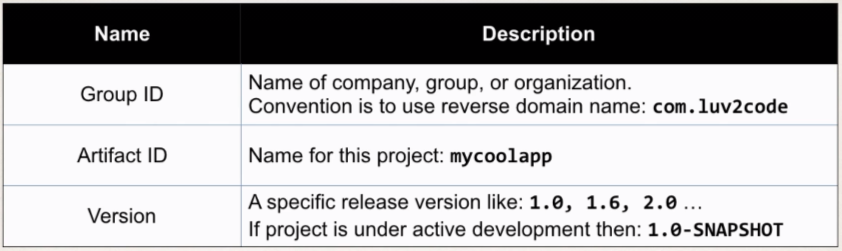 Name Description
Group ID
Name of company, group, or organization.
Convention is to use reverse domain name: com.luv2code
Artifact ID
Name for this project: mycoolapp
Version
A specific release version like: 1.0, 1.6, 2.0 …
If project is under active development then: 1.0-SNAPSHOT